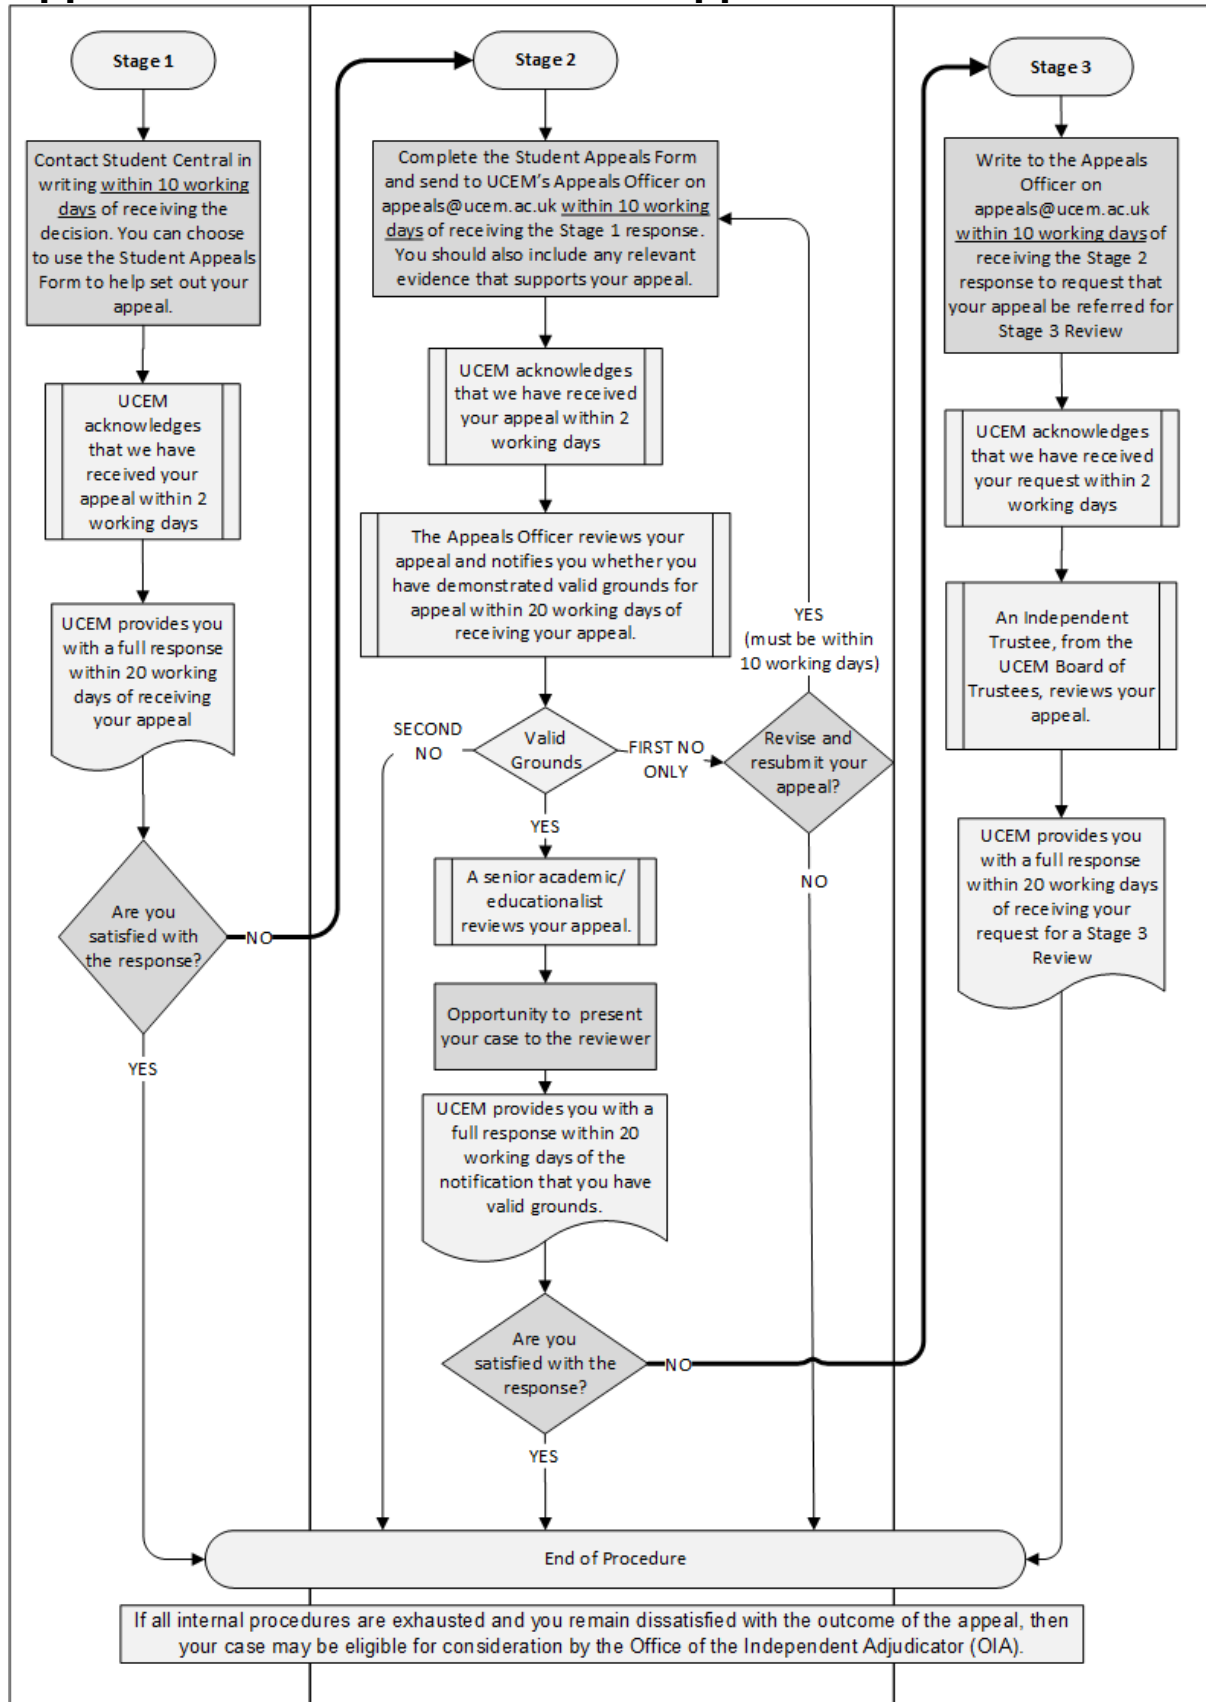 Stage 1
Contact Student Central in
writing within 10 working
days of receiving the
decision. You can choose
to use the Student Appeals
Form to help set out your
appeal.
UCEM
acknowledges
that we have
received your
appeal within 2
working days
UCEM provides you
with a full response
within 20 working
days of receiving
your appeal
Are you
satisfied with
the response?
NO
YES
Stage 2
Complete the Student Appeals Form
and send to UCEM's Appeals Officer on
appeals@ucem.ac.uk within 10 working
days of receiving the Stage 1 response.
You should also include any relevant
evidence that supports your appeal.
UCEM acknowledges
that we have received
your appeal within 2
working days
The Appeals Officer reviews your
appeal and notifies you whether you
have demonstrated valid grounds for
appeal within 20 working days of
receiving your appeal.
YES
(must be within
10 working days)
SECOND
NO
Valid
Grounds
FIRST NO
ONLY
Revise and
resubmit your
appeal?
YES
NO
A senior academic/
educationalist
reviews your appeal.
Opportunity to present
your case to the reviewer
UCEM provides you with a
full response within 20
working days of the
notification that you have
valid grounds.
Are you
satisfied with the
response?
NO
YES
Stage 3
Write to the Appeals
Officer on
appeals@ucem.ac.uk
within 10 working days of
receiving the Stage 2
response to request that
your appeal be referred for
Stage 3 Review
UCEM acknowledges
that we have received
your request within 2
working days
An Independent
Trustee, from the
UCEM Board of
Trustees, reviews your
appeal.
UCEM provides you
with a full response
within 20 working days
of receiving your
request for a Stage 3
Review
End of Procedure
If all internal procedures are exhausted and you remain dissatisfied with the outcome of the appeal, then
your case may be eligible for consideration by the Office of the Independent Adjudicator (OIA).